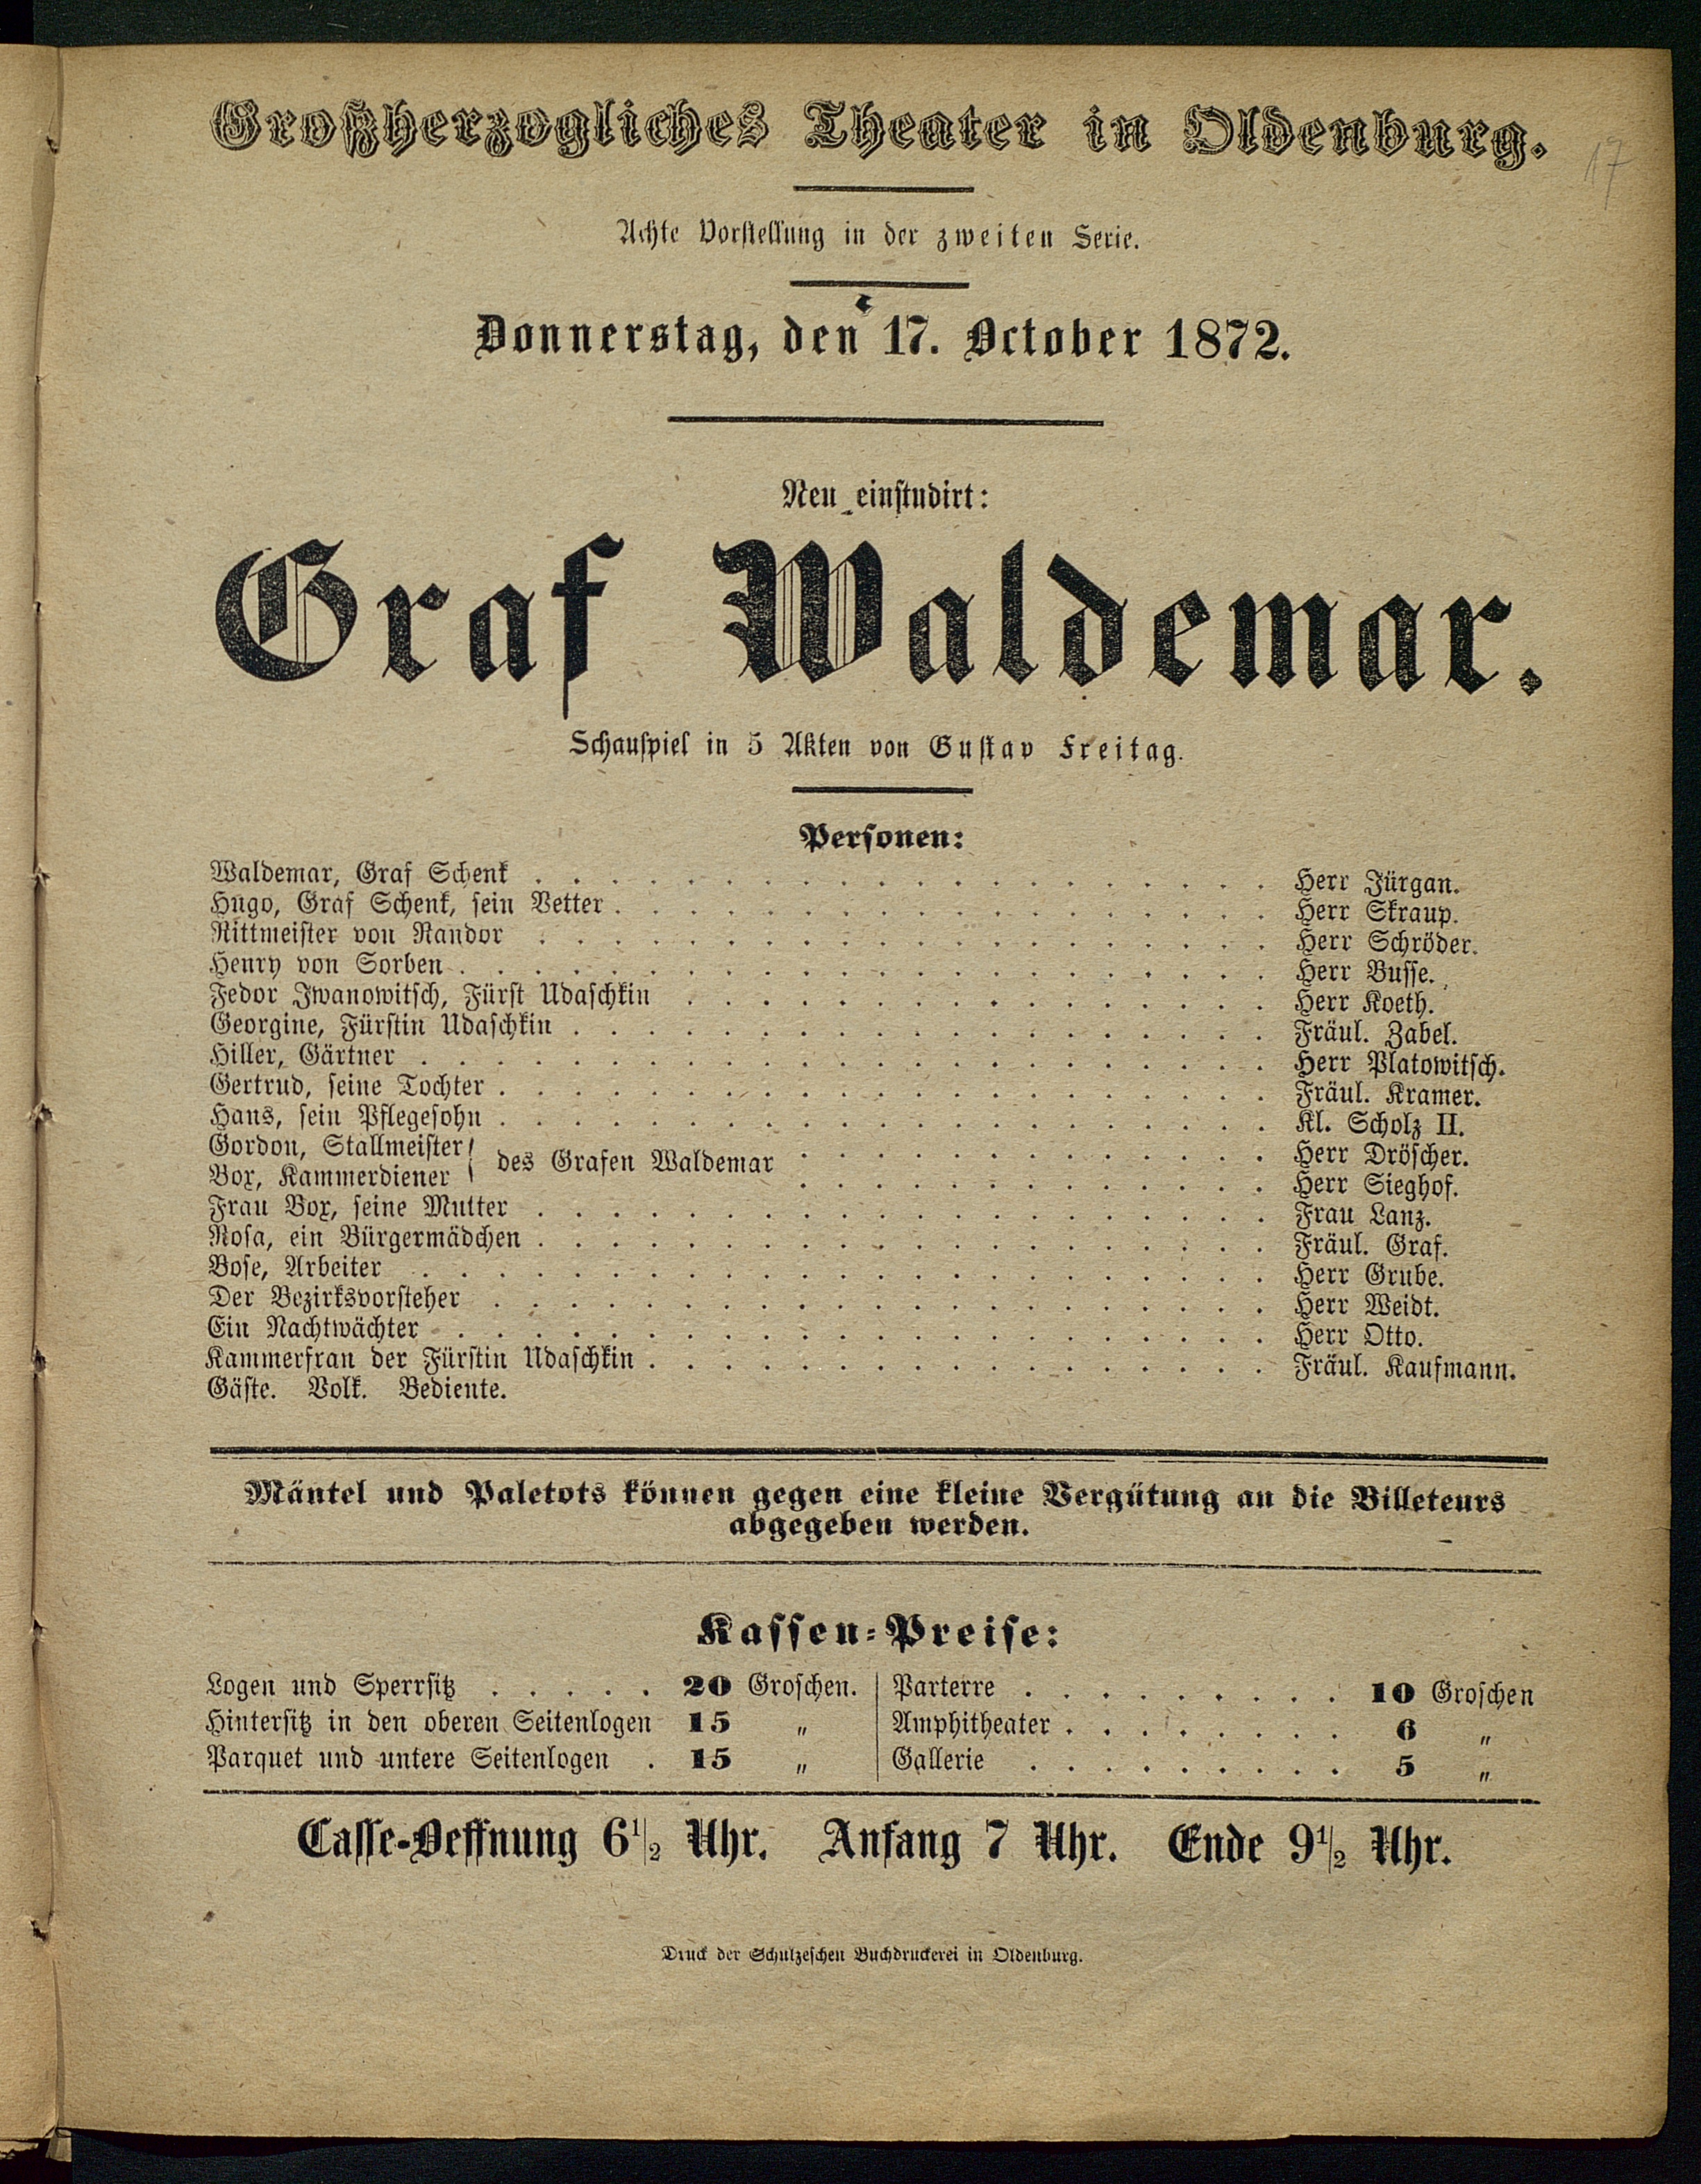 Großherzogliches Theater in Oldenburg.
17
Achte Vorstellung in der zweiten Serie.
Donnerstag, den 17. October 1872.
Neu einstudirt:
Graf Waldemar.
Schauspiel in 5 Akten von Gustav Freitag.
Personen:
Waldemar, Graf Schenk . . . . . . . . . . Herr Jürgan.
Hugo, Graf Schenk, sein Vetter . . . . . . . . . . Herr Skraup.
Rittmeister von Randor . . . . . . . . . . Herr Schröder.
Henry von Sorben . . . . . . . . . . Herr Busse.
Fedor Iwanowitsch, Fürst Udaschkin . . . . . . . . . . Herr Koeth.
Georgine, Fürstin Udaschkin . . . . . . . . . . Fräul. Zabel.
Hiller, Gärtner . . . . . . . . . . Herr Platowitsch.
Gertrud, seine Tochter . . . . . . . . . . Fräul. Kramer.
Hans, sein Pflegesohn . . . . . . . . . . Kl. Scholz II.
Gordon, Stallmeister } des Grafen Waldemar . . . . . . . . . . Herr Dröscher.
Box, Kammerdiener } . . . . . . . . . . Herr Sieghof.
Frau Box, seine Mutter . . . . . . . . . . Frau Lanz.
Rosa, ein Bürgermädchen . . . . . . . . . . Fräul. Graf.
Bose, Arbeiter . . . . . . . . . . Herr Grube.
Der Bezirksvorsteher . . . . . . . . . . Herr Weidt.
Ein Nachtwächter . . . . . . . . . . Herr Otto.
Kammerfrau der Fürstin Udaschkin . . . . . . . . . . Fräul. Kaufmann.
Gäste. Volk. Bediente.
Mäntel und Paletots können gegen eine kleine Vergütung an die Billeteurs
abgegeben werden.
Kassen-Preise:
Logen und Sperrsitz . . . . . 20 Groschen.
Hintersitz in den oberen Seitenlogen 15 „
Parquet und untere Seitenlogen . 15 „
Parterre . . . . . . . . . 10 Groschen
Amphitheater . . . . . . . . 6 „
Gallerie . . . . . . . . . 5 „
Casse-Oeffnung 6 1/2 Uhr. Anfang 7 Uhr. Ende 9 1/2 Uhr.
Druck der Schulzeschen Buchdruckerei in Oldenburg.